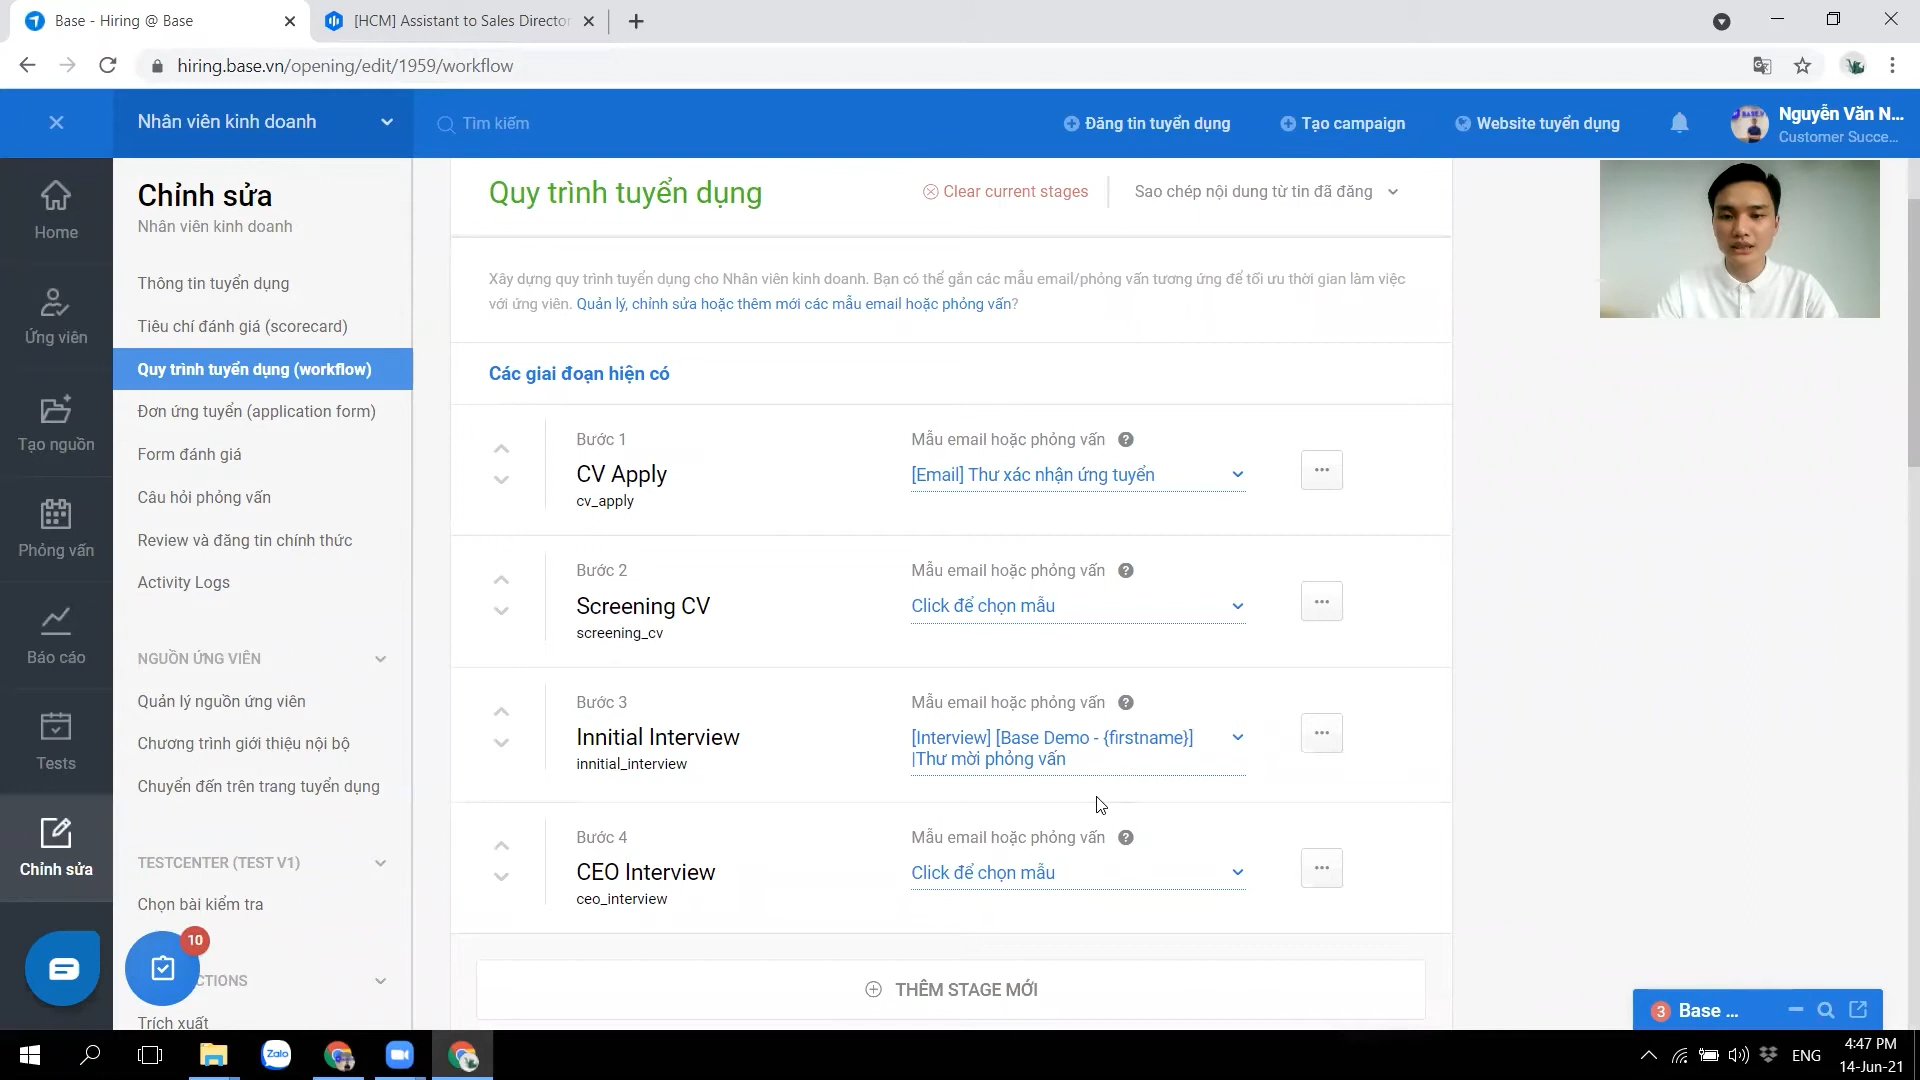 Base - Hiring @ Base
[HCM] Assistant to Sales Director
hiring.base.vn/opening/edit/1959/workflow
Nhân viên kinh doanh
Tìm kiếm
Đăng tin tuyển dụng
Tạo campaign
Website tuyển dụng
Nguyễn Văn N...
Customer Succe...
Home
Ứng viên
Tạo nguồn
Phỏng vấn
Báo cáo
Tests
Chỉnh sửa
Chỉnh sửa
Nhân viên kinh doanh
Thông tin tuyển dụng
Tiêu chí đánh giá (scorecard)
Quy trình tuyển dụng (workflow)
Đơn ứng tuyển (application form)
Form đánh giá
Câu hỏi phỏng vấn
Review và đăng tin chính thức
Activity Logs
NGUỒN ỨNG VIÊN
Quản lý nguồn ứng viên
Chương trình giới thiệu nội bộ
Chuyển đến trên trang tuyển dụng
TESTCENTER (TEST V1)
Chọn bài kiểm tra
10
CTIONS
Trích xuất
Quy trình tuyển dụng
Clear current stages
Sao chép nội dung từ tin đã đăng
Xây dựng quy trình tuyển dụng cho Nhân viên kinh doanh. Bạn có thể gắn các mẫu email/phỏng vấn tương ứng để tối ưu thời gian làm việc
với ứng viên. Quản lý, chỉnh sửa hoặc thêm mới các mẫu email hoặc phỏng vấn?
Các giai đoạn hiện có
Bước 1
CV Apply
cv_apply
Mẫu email hoặc phỏng vấn
[Email] Thư xác nhận ứng tuyển
Bước 2
Screening CV
screening_cv
Mẫu email hoặc phỏng vấn
Click để chọn mẫu
Bước 3
Innitial Interview
innitial_interview
Mẫu email hoặc phỏng vấn
[Interview] [Base Demo - {firstname}]
|Thư mời phỏng vấn
Bước 4
CEO Interview
ceo_interview
Mẫu email hoặc phỏng vấn
Click để chọn mẫu
THÊM STAGE MỚI
3 Base ...
Zalo
ENG
4:47 PM
14-Jun-21